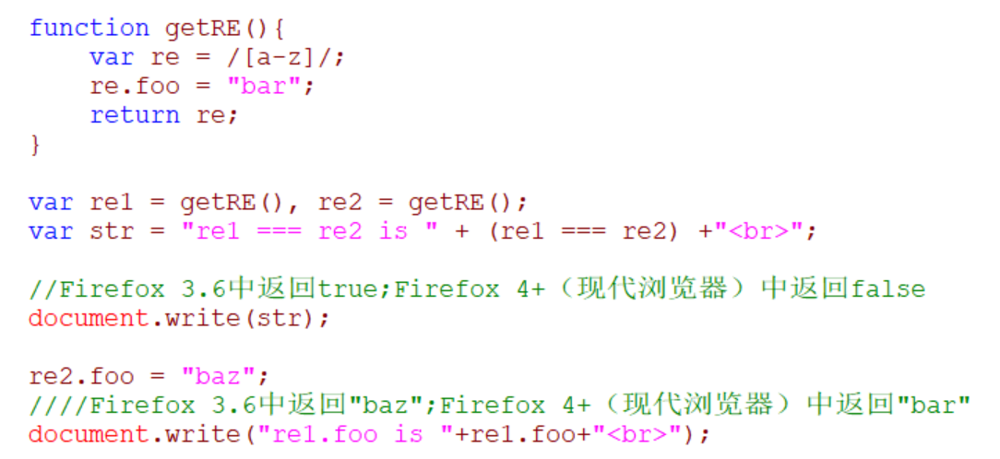 function getRE(){
    var re = /[a-z]/;
    re.foo = "bar";
    return re;
}
var re1 = getRE(), re2 = getRE();
var str = "re1 === re2 is " + (re1 === re2) +"<br>";
//Firefox 3.6中返回true;Firefox 4+（现代浏览器）中返回false
document.write(str);
re2.foo = "baz";
////Firefox 3.6中返回"baz";Firefox 4+（现代浏览器）中返回"bar"
document.write("re1.foo is "+re1.foo+"<br>");